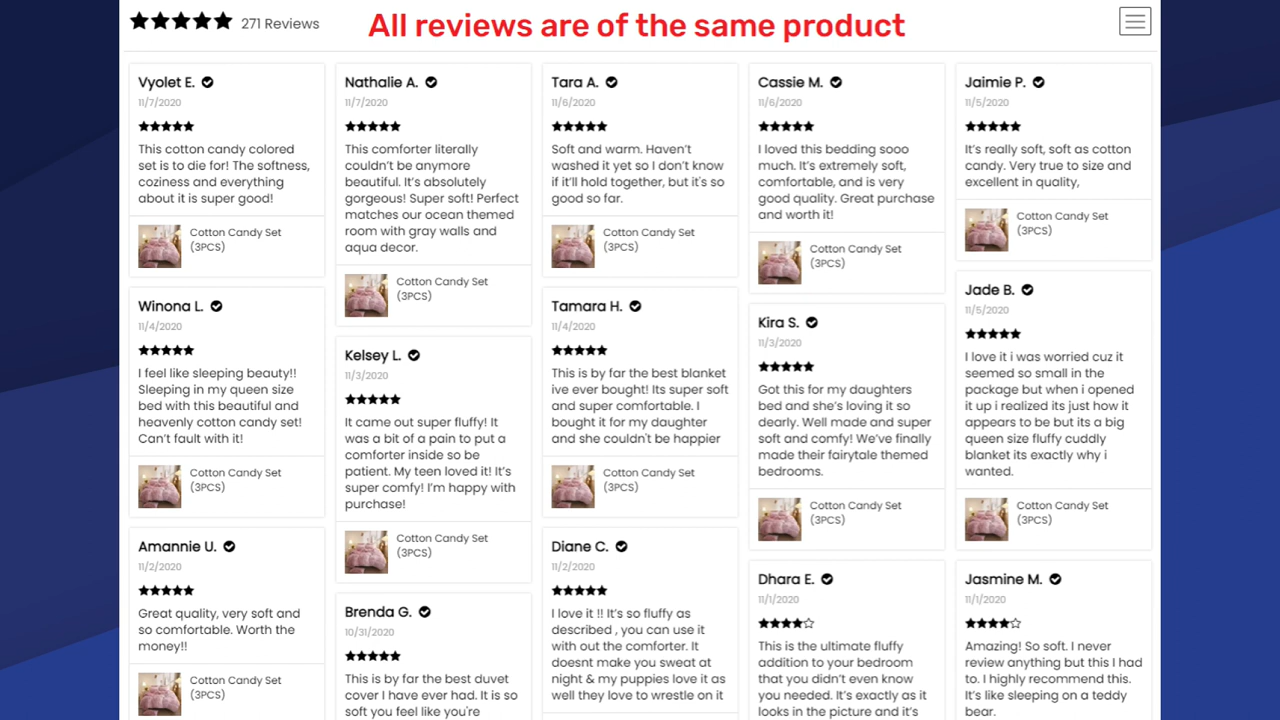 271 Reviews
All reviews are of the same product
Vyolet E.
11/7/2020
This cotton candy colored
set is to die for! The softness,
coziness and everything
about it is super good!
Cotton Candy Set
(3PCS)
Winona L.
11/4/2020
I feel like sleeping beauty!!
Sleeping in my queen size
bed with this beautiful and
heavenly cotton candy set!
Can't fault with it!
Cotton Candy Set
(3PCS)
Amannie U.
11/2/2020
Great quality, very soft and
so comfortable. Worth the
money!!
Cotton Candy Set
(3PCS)
Nathalie A.
11/7/2020
This comforter literally
couldn't be anymore
beautiful. It's absolutely
gorgeous! Super soft! Perfect
matches our ocean themed
room with gray walls and
aqua decor.
Cotton Candy Set
(3PCS)
Kelsey L.
11/3/2020
It came out super fluffy! It
was a bit of a pain to put a
comforter inside so be
patient. My teen loved it! It's
super comfy! I'm happy with
purchase!
Cotton Candy Set
(3PCS)
Brenda G.
10/31/2020
This is by far the best duvet
cover I have ever had. It is so
soft you feel like you're
Tara A.
11/6/2020
Soft and warm. Haven't
washed it yet so I don't know
if it'll hold together, but it's so
good so far.
Cotton Candy Set
(3PCS)
Tamara H.
11/4/2020
This is by far the best blanket
ive ever bought! Its super soft
and super comfortable. I
bought it for my daughter
and she couldn't be happier
Cotton Candy Set
(3PCS)
Diane C.
11/2/2020
I love it !! It's so fluffy as
described , you can use it
with out the comforter. It
doesnt make you sweat at
night & my puppies love it as
well they love to wrestle on it
Cassie M.
11/6/2020
I loved this bedding sooo
much. It's extremely soft,
comfortable, and is very
good quality. Great purchase
and worth it!
Cotton Candy Set
(3PCS)
Kira S.
11/3/2020
Got this for my daughters
bed and she's loving it so
dearly. Well made and super
soft and comfy! We've finally
made their fairytale themed
bedrooms.
Cotton Candy Set
(3PCS)
Dhara E.
11/1/2020
This is the ultimate fluffy
addition to your bedroom
that you didn't even know
you needed. It's exactly as it
looks in the picture and it's
Jaimie P.
11/5/2020
It's really soft, soft as cotton
candy. Very true to size and
excellent in quality,
Cotton Candy Set
(3PCS)
Jade B.
11/5/2020
I love it i was worried cuz it
seemed so small in the
package but when i opened
it up i realized its just how it
appears to be but its a big
queen size fluffy cuddly
blanket its exactly why i
wanted.
Cotton Candy Set
(3PCS)
Jasmine M.
11/1/2020
Amazing! So soft. I never
review anything but this I had
to. I highly recommend this.
It's like sleeping on a teddy
bear.